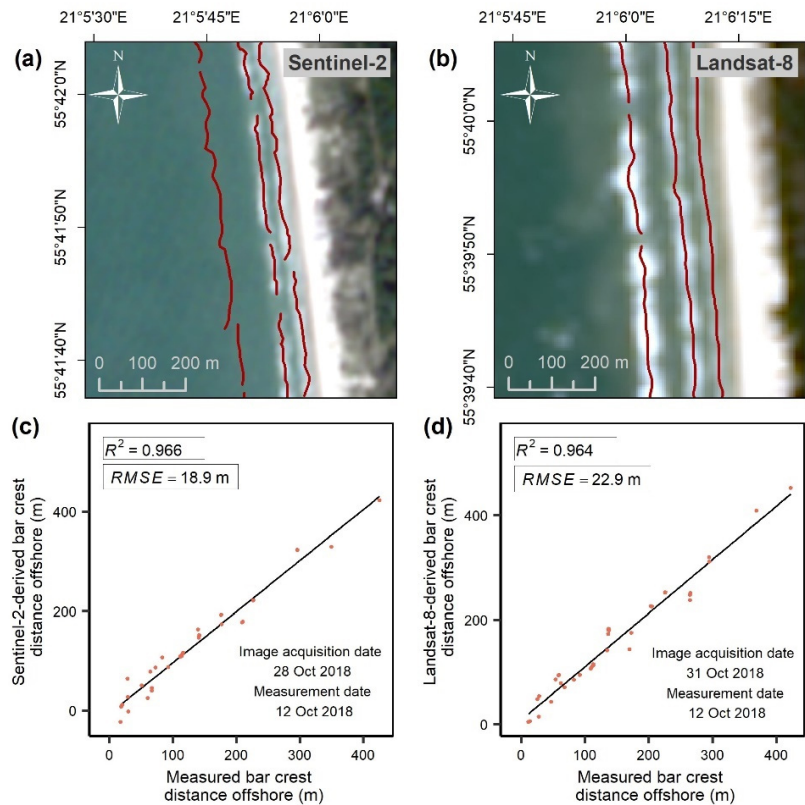 21°5'30"E 21°5'45"E 21°6'0"E
(a)
N
Sentinel-2
55°42'0"N
55°41'50"N
55°41'40"N
0 100 200 m
21°5'45"E 21°6'0"E 21°6'15"E
(b)
N
Landsat-8
55°40'0"N
55°39'50"N
55°39'40"N
0 100 200 m
(c)
R² = 0.966
RMSE = 18.9 m
Sentinel-2-derived bar crest
distance offshore (m)
400
200
0
Image acquisition date
28 Oct 2018
Measurement date
12 Oct 2018
0 100 200 300 400
Measured bar crest
distance offshore (m)
(d)
R² = 0.964
RMSE = 22.9 m
Landsat-8-derived bar crest
distance offshore (m)
400
200
0
Image acquisition date
31 Oct 2018
Measurement date
12 Oct 2018
0 100 200 300 400
Measured bar crest
distance offshore (m)